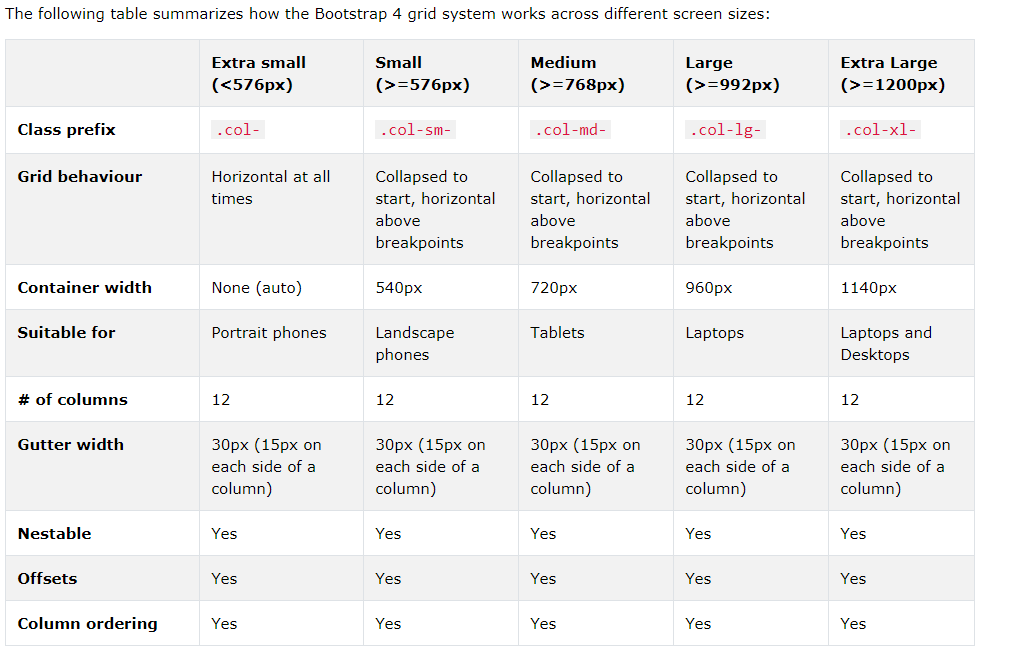 The following table summarizes how the Bootstrap 4 grid system works across different screen sizes:
Extra small Small Medium Large Extra Large
(<576px) (>=576px) (>=768px) (>=992px) (>=1200px)
Class prefix .col- .col-sm- .col-md- .col-lg- .col-xl-
Grid behaviour Horizontal at all Collapsed to Collapsed to Collapsed to Collapsed to
times start, horizontal start, horizontal start, horizontal start, horizontal
above above above above
breakpoints breakpoints breakpoints breakpoints
Container width None (auto) 540px 720px 960px 1140px
Suitable for Portrait phones Landscape Tablets Laptops Laptops and
phones Desktops
# of columns 12 12 12 12 12
Gutter width 30px (15px on 30px (15px on 30px (15px on 30px (15px on 30px (15px on
each side of a each side of a each side of a each side of a each side of a
column) column) column) column) column)
Nestable Yes Yes Yes Yes Yes
Offsets Yes Yes Yes Yes Yes
Column ordering Yes Yes Yes Yes Yes